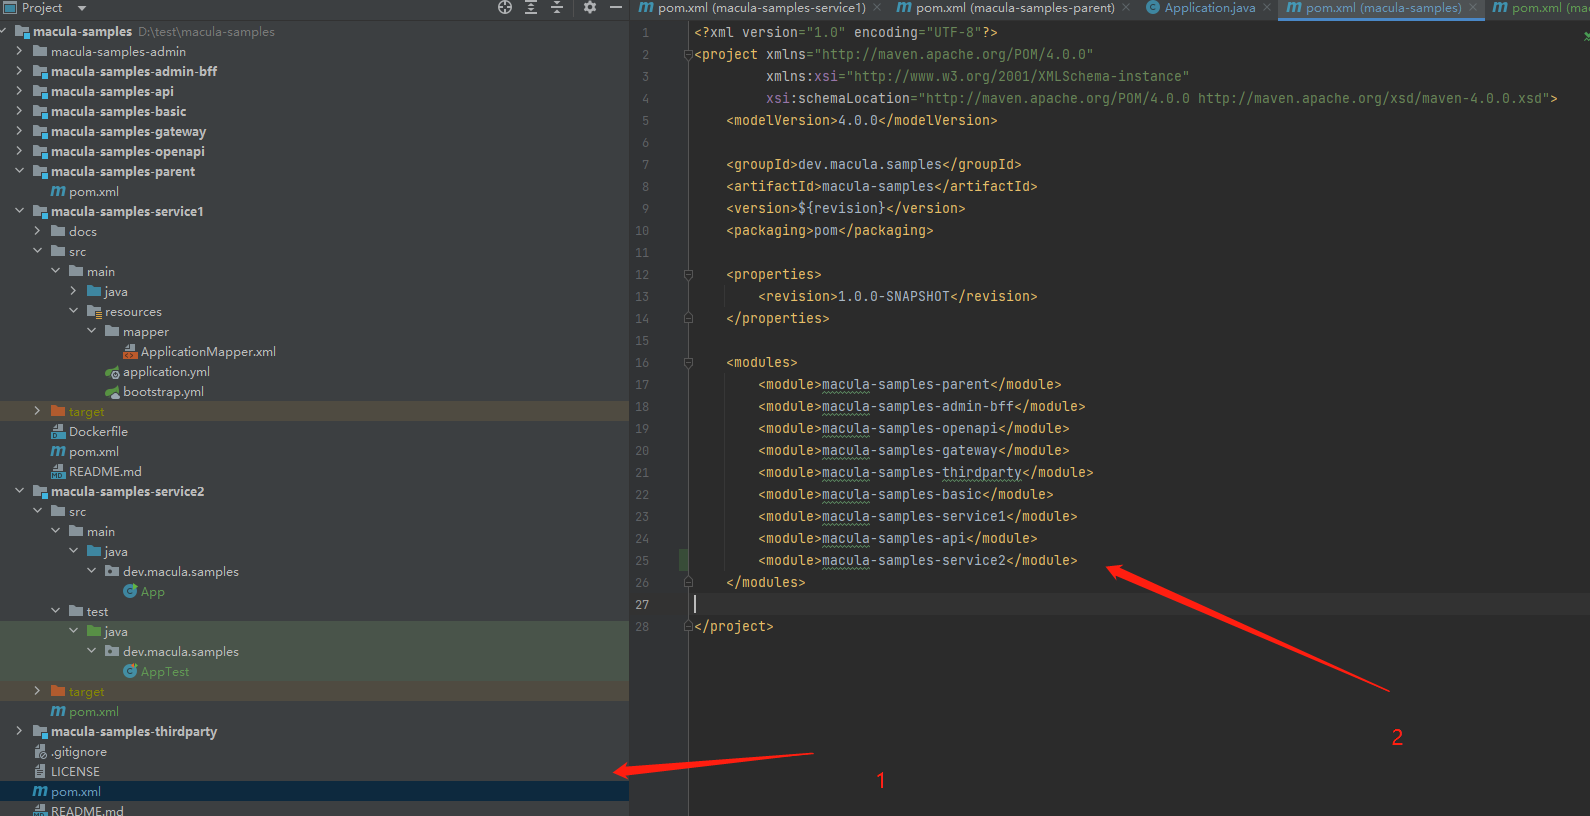 Project
macula-samples D:\test\macula-samples
macula-samples-admin
macula-samples-admin-bff
macula-samples-api
macula-samples-basic
macula-samples-gateway
macula-samples-openapi
macula-samples-parent
pom.xml
macula-samples-service1
docs
src
main
java
resources
mapper
ApplicationMapper.xml
application.yml
bootstrap.yml
target
Dockerfile
pom.xml
README.md
macula-samples-service2
src
main
java
dev.macula.samples
App
test
java
dev.macula.samples
AppTest
target
pom.xml
macula-samples-thirdparty
.gitignore
LICENSE
pom.xml
README.md
pom.xml (macula-samples-service1) pom.xml (macula-samples-parent) Application.java pom.xml (macula-samples) pom.xml (ma
1 <?xml version="1.0" encoding="UTF-8"?>
2 <project xmlns="http://maven.apache.org/POM/4.0.0"
3 xmlns:xsi="http://www.w3.org/2001/XMLSchema-instance"
4 xsi:schemaLocation="http://maven.apache.org/POM/4.0.0 http://maven.apache.org/xsd/maven-4.0.0.xsd">
5 <modelVersion>4.0.0</modelVersion>
6
7 <groupId>dev.macula.samples</groupId>
8 <artifactId>macula-samples</artifactId>
9 <version>${revision}</version>
10 <packaging>pom</packaging>
11
12 <properties>
13 <revision>1.0.0-SNAPSHOT</revision>
14 </properties>
15
16 <modules>
17 <module>macula-samples-parent</module>
18 <module>macula-samples-admin-bff</module>
19 <module>macula-samples-openapi</module>
20 <module>macula-samples-gateway</module>
21 <module>macula-samples-thirdparty</module>
22 <module>macula-samples-basic</module>
23 <module>macula-samples-service1</module>
24 <module>macula-samples-api</module>
25 <module>macula-samples-service2</module>
26 </modules>
27
28 </project>
2
1